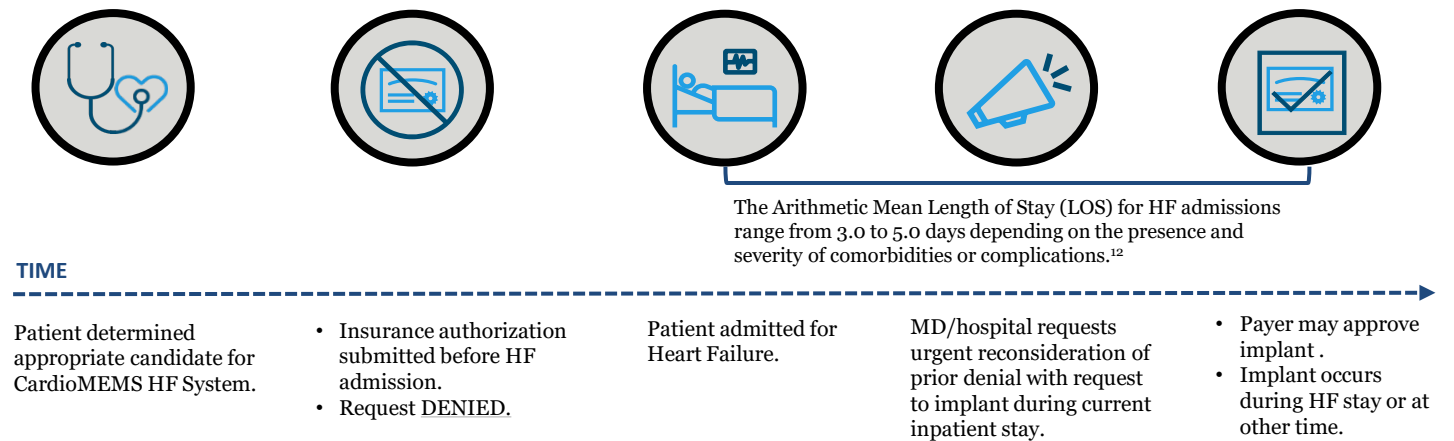 The Arithmetic Mean Length of Stay (LOS) for HF admissions
range from 3.0 to 5.0 days depending on the presence and
severity of comorbidities or complications.¹²
TIME
Patient determined
appropriate candidate for
CardioMEMS HF System.
• Insurance authorization
submitted before HF
admission.
• Request DENIED.
Patient admitted for
Heart Failure.
MD/hospital requests
urgent reconsideration of
prior denial with request
to implant during current
inpatient stay.
• Payer may approve
implant .
• Implant occurs
during HF stay or at
other time.